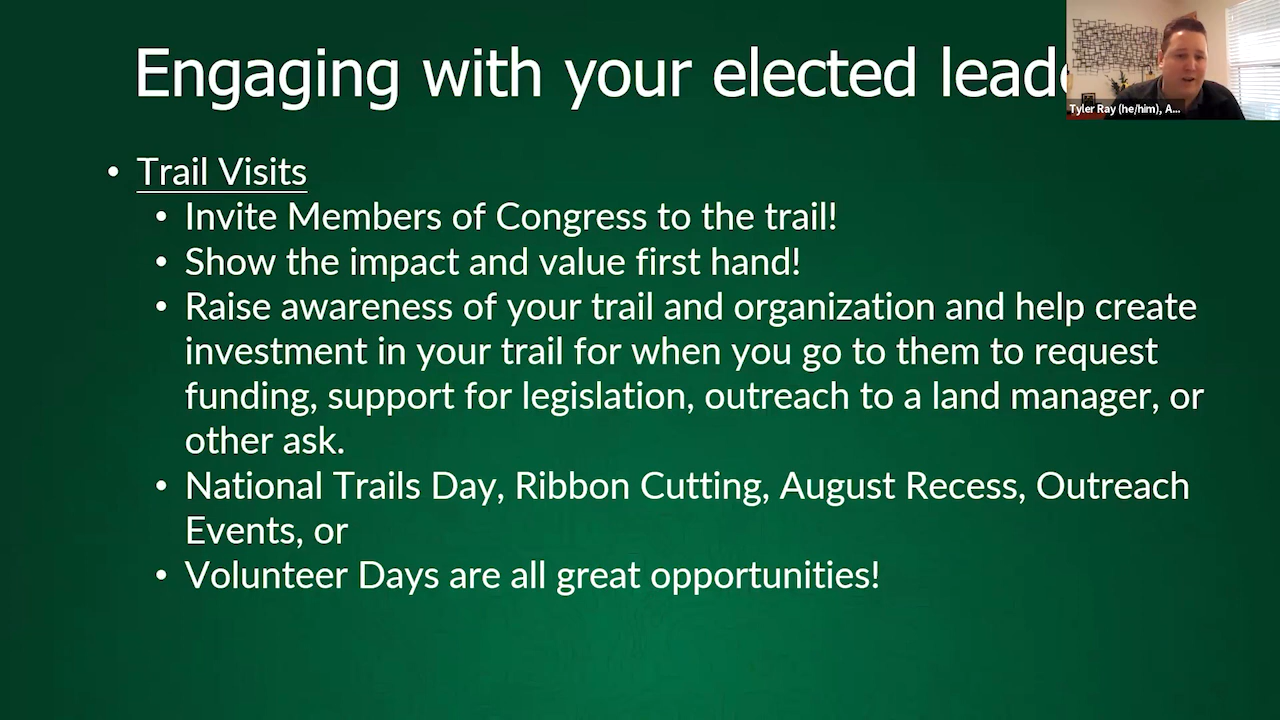 Engaging with your elected
Tyler Ray (he/him), A...
• Trail Visits
• Invite Members of Congress to the trail!
• Show the impact and value first hand!
• Raise awareness of your trail and organization and help create
investment in your trail for when you go to them to request
funding, support for legislation, outreach to a land manager, or
other ask.
• National Trails Day, Ribbon Cutting, August Recess, Outreach
Events, or
• Volunteer Days are all great opportunities!